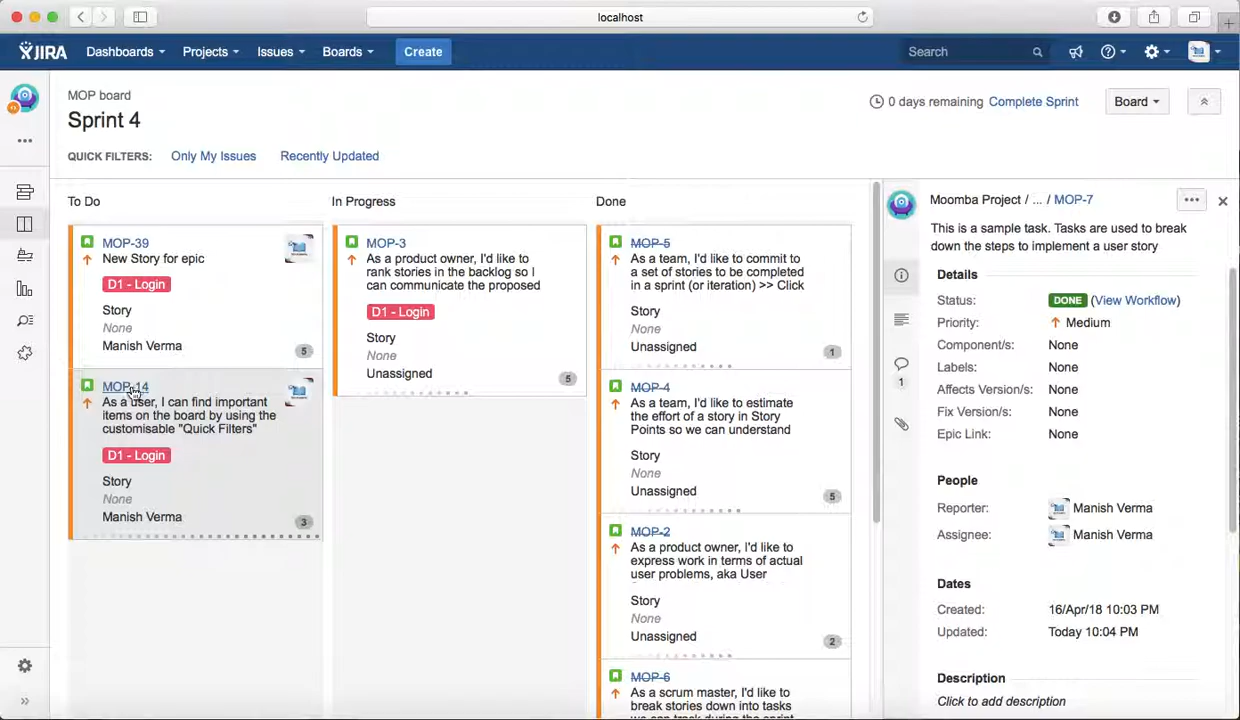 localhost
JIRA
Dashboards Projects Issues Boards Create Search
MOP board
Sprint 4
0 days remaining Complete Sprint Board
QUICK FILTERS: Only My Issues Recently Updated
To Do
MOP-39
New Story for epic
D1 - Login
Story
None
Manish Verma
5
MOP-14
As a user, I can find important
items on the board by using the
customisable "Quick Filters"
D1 - Login
Story
None
Manish Verma
3
In Progress
MOP-3
As a product owner, I'd like to
rank stories in the backlog so I
can communicate the proposed
D1 - Login
Story
None
Unassigned
5
Done
MOP-5
As a team, I'd like to commit to
a set of stories to be completed
in a sprint (or iteration) >> Click
Story
None
Unassigned
1
MOP-4
As a team, I'd like to estimate
the effort of a story in Story
Points so we can understand
Story
None
Unassigned
5
MOP-2
As a product owner, I'd like to
express work in terms of actual
user problems, aka User
Story
None
Unassigned
2
MOP-6
As a scrum master, I'd like to
break stories down into tasks
we can track during the sprint
Moomba Project / ... / MOP-7
This is a sample task. Tasks are used to break
down the steps to implement a user story
1
Details
Status: DONE (View Workflow)
Priority: Medium
Component/s: None
Labels: None
Affects Version/s: None
Fix Version/s: None
Epic Link: None
People
Reporter: Manish Verma
Assignee: Manish Verma
Dates
Created: 16/Apr/18 10:03 PM
Updated: Today 10:04 PM
Description
Click to add description